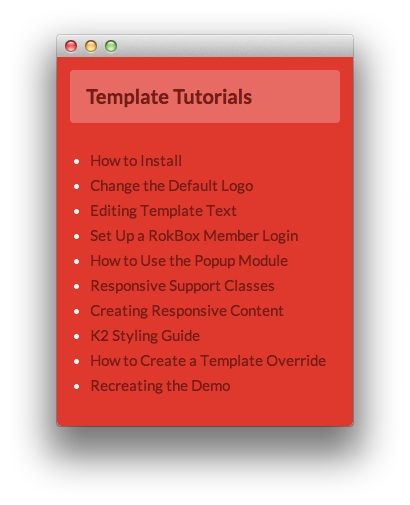 Template Tutorials
How to Install
Change the Default Logo
Editing Template Text
Set Up a RokBox Member Login
How to Use the Popup Module
Responsive Support Classes
Creating Responsive Content
K2 Styling Guide
How to Create a Template Override
Recreating the Demo